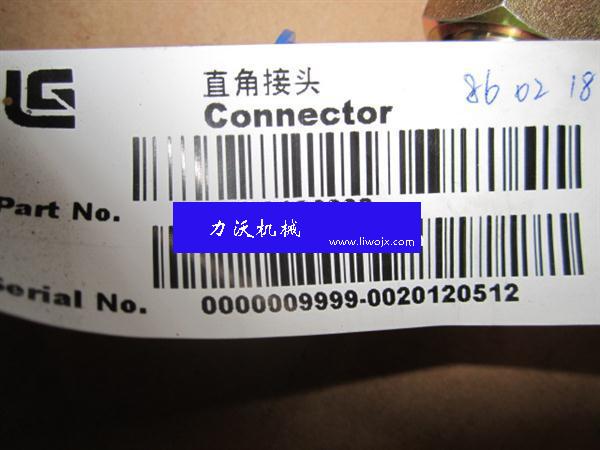 LG
直角接头
Connector
86 02 18
Part No.
力沃机械
www.liwojx.com
Serial No.
0000009999-0020120512